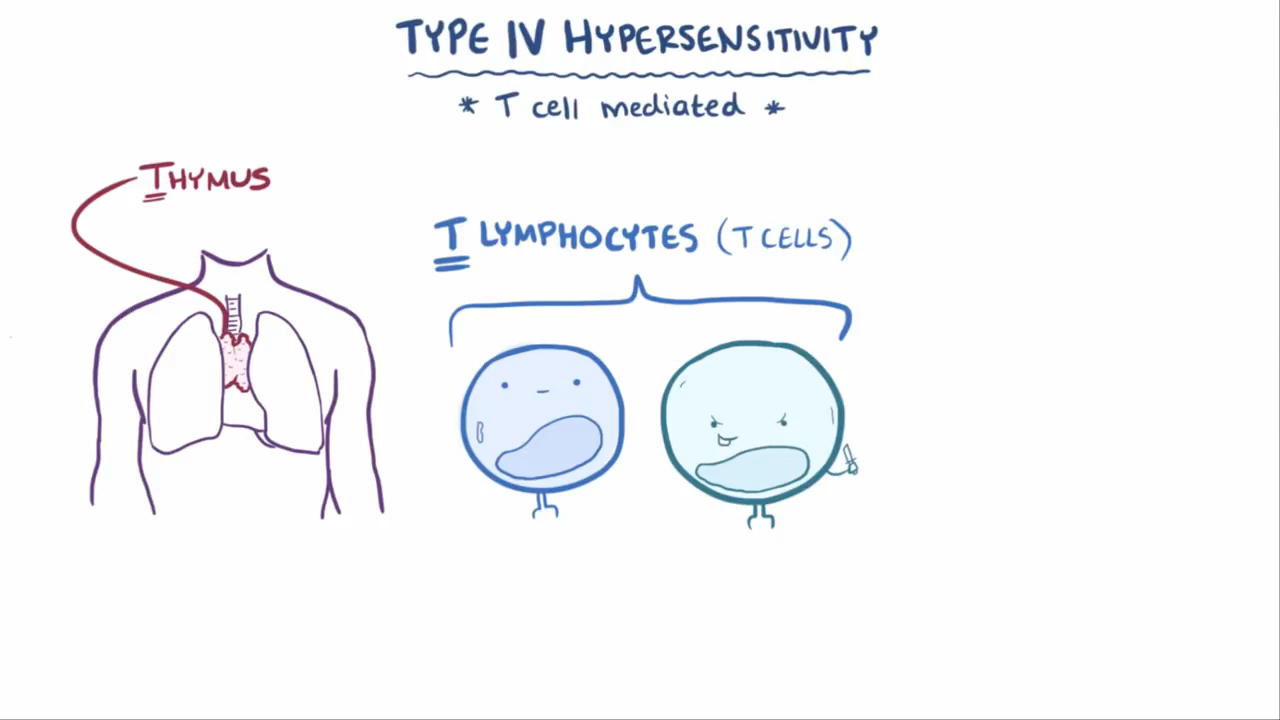 TYPE IV HYPERSENSITIVITY
* T cell mediated *
THYMUS
T LYMPHOCYTES (T CELLS)